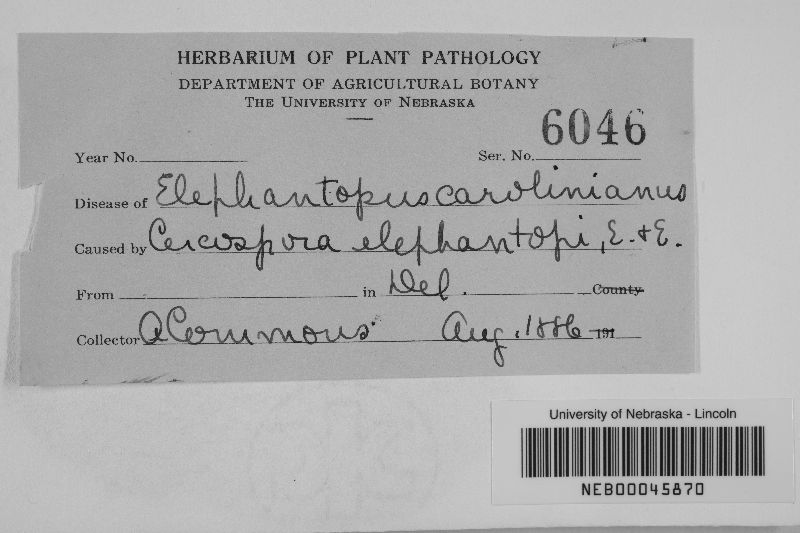 HERBARIUM OF PLANT PATHOLOGY
DEPARTMENT OF AGRICULTURAL BOTANY
THE UNIVERSITY OF NEBRASKA
6046
Year No. Ser. No.
Disease of Elephantopus carolinianus
Caused by Cercospora elephantopi, E. & E.
From in Del. County
Collector A Commons Aug. 1886 191
University of Nebraska - Lincoln
NEB00045870